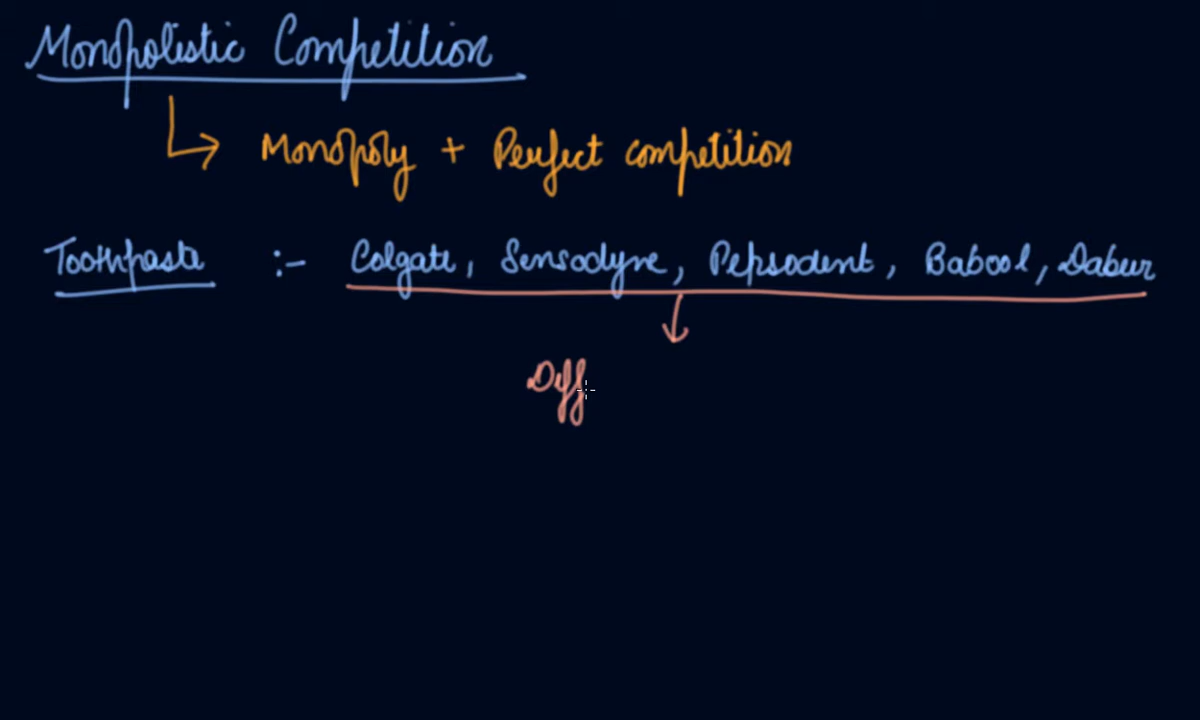 Monopolistic Competition
Monopoly + Perfect competition
Toothpaste :- Colgate, Sensodyne, Pepsodent, Babool, Dabur
Diff